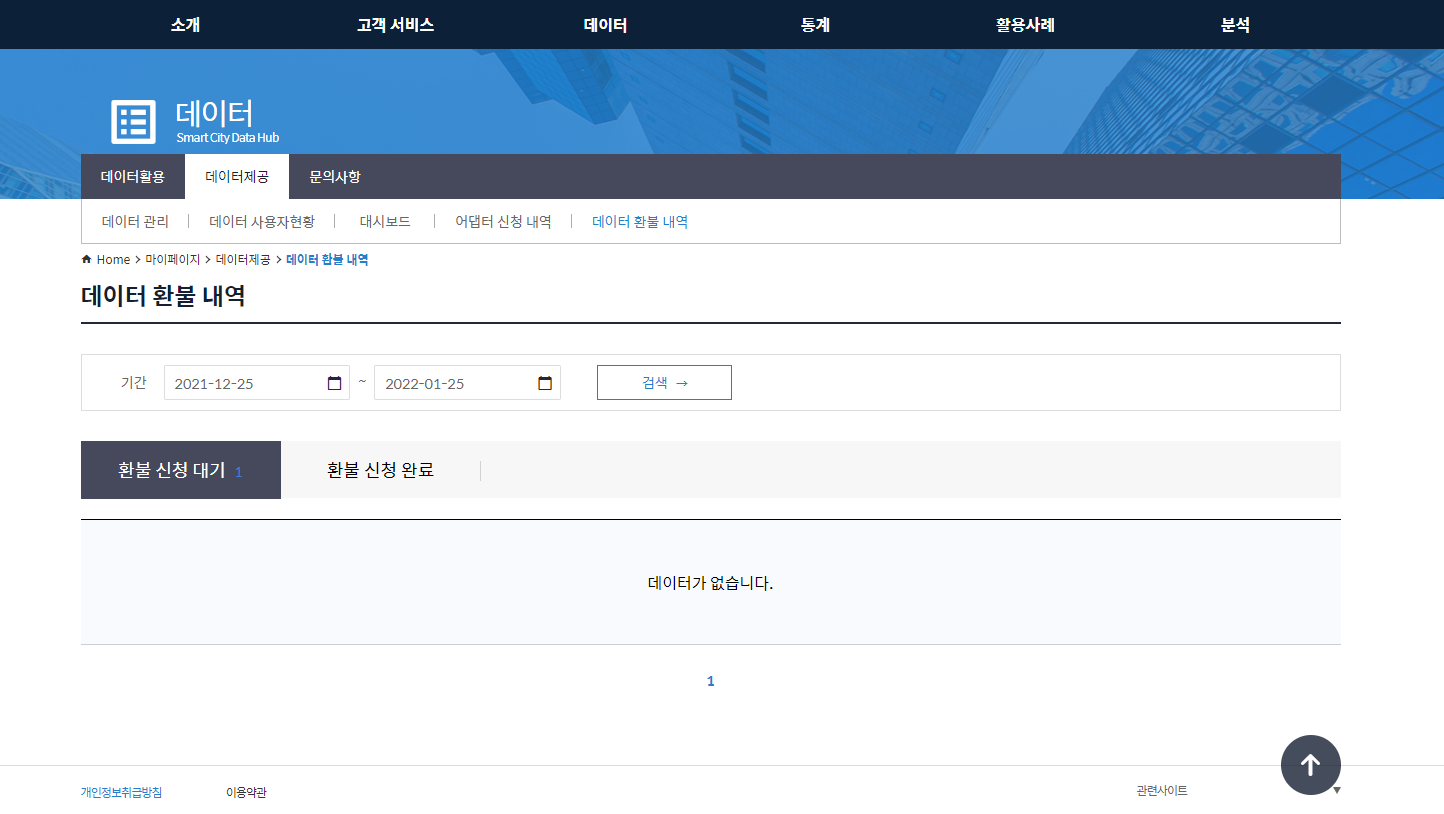 소개 고객 서비스 데이터 통계 활용사례 분석
데이터
Smart City Data Hub
데이터활용 데이터제공 문의사항
데이터 관리 데이터 사용자현황 대시보드 어댑터 신청 내역 데이터 환불 내역
Home > 마이페이지 > 데이터제공 > 데이터 환불 내역
데이터 환불 내역
기간 2021-12-25 ~ 2022-01-25 검색 →
환불 신청 대기 1 환불 신청 완료
데이터가 없습니다.
1
개인정보취급방침 이용약관 관련사이트